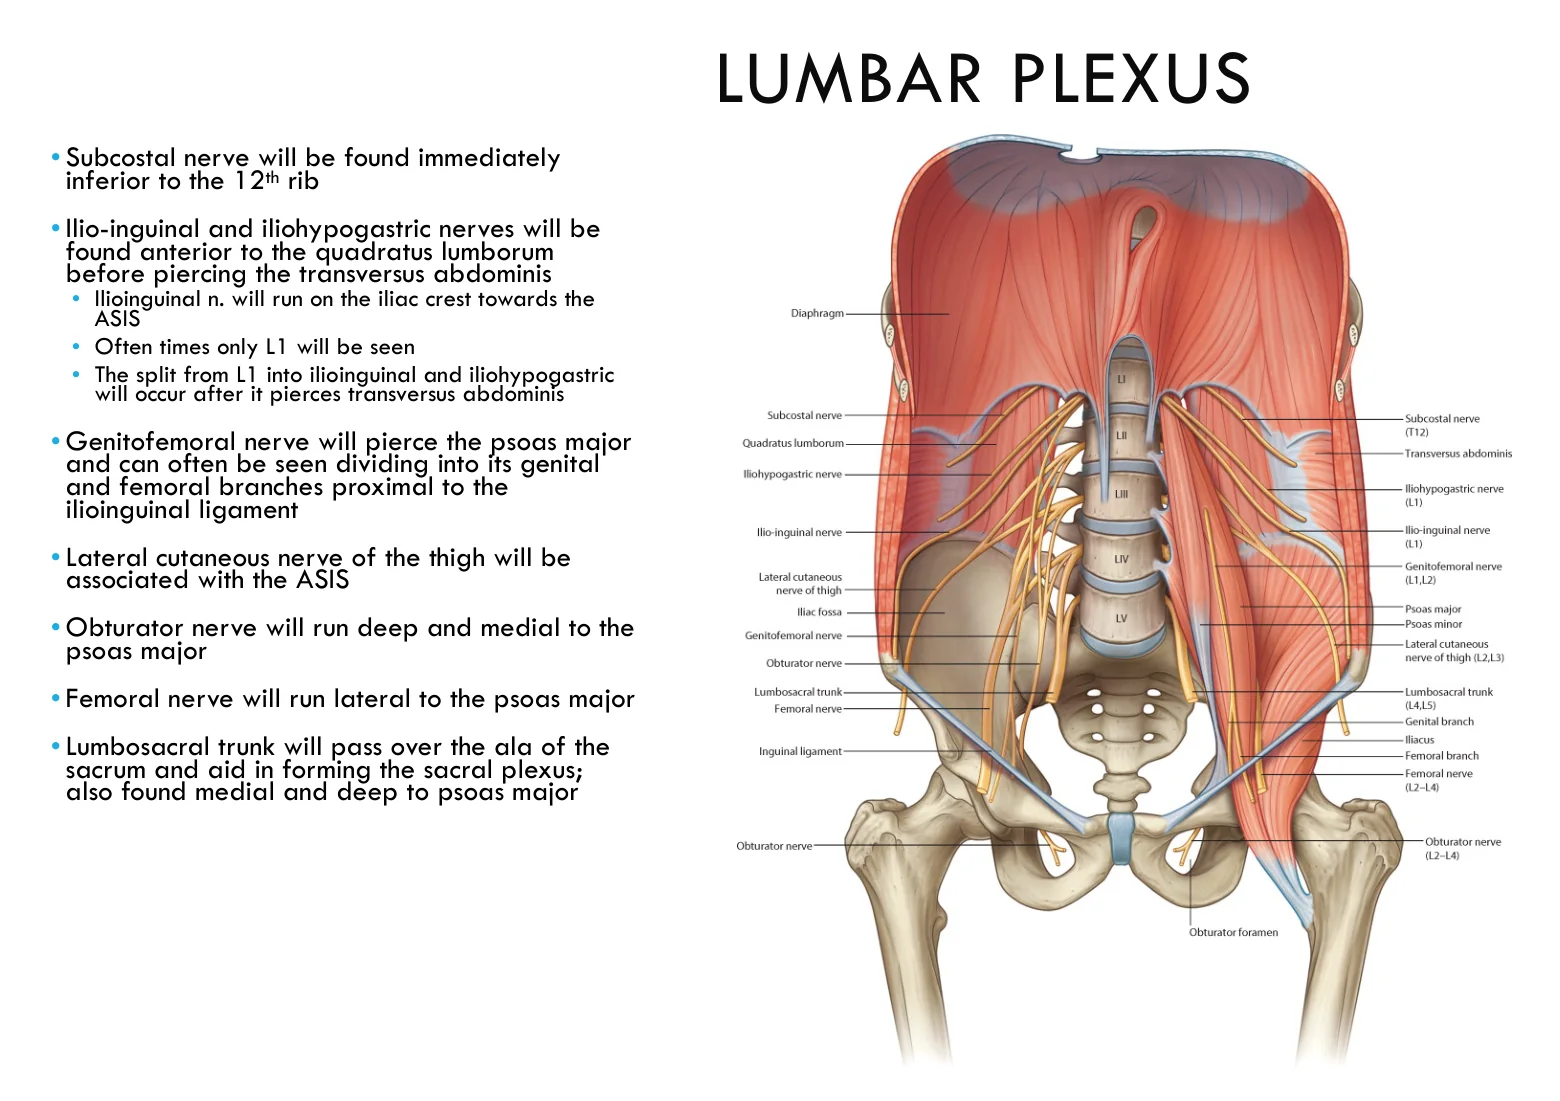 LUMBAR PLEXUS
• Subcostal nerve will be found immediately
inferior to the 12th rib
• Ilio-inguinal and iliohypogastric nerves will be
found anterior to the quadratus lumborum
before piercing the transversus abdominis
• Ilioinguinal n. will run on the iliac crest towards the
ASIS
• Often times only L1 will be seen
• The split from L1 into ilioinguinal and iliohypogastric
will occur after it pierces transversus abdominis
• Genitofemoral nerve will pierce the psoas major
and can often be seen dividing into its genital
and femoral branches proximal to the
ilioinguinal ligament
• Lateral cutaneous nerve of the thigh will be
associated with the ASIS
• Obturator nerve will run deep and medial to the
psoas major
• Femoral nerve will run lateral to the psoas major
• Lumbosacral trunk will pass over the ala of the
sacrum and aid in forming the sacral plexus;
also found medial and deep to psoas major
Diaphragm
Subcostal nerve
Quadratus lumborum
Iliohypogastric nerve
Ilio-inguinal nerve
Lateral cutaneous
nerve of thigh
Iliac fossa
Genitofemoral nerve
Obturator nerve
Lumbosacral trunk
Femoral nerve
Inguinal ligament
Obturator nerve
LI
LII
LIII
LIV
LV
Subcostal nerve
(T12)
Transversus abdominis
Iliohypogastric nerve
(L1)
Ilio-inguinal nerve
(L1)
Genitofemoral nerve
(L1,L2)
Psoas major
Psoas minor
Lateral cutaneous
nerve of thigh (L2,L3)
Lumbosacral trunk
(L4,L5)
Genital branch
Iliacus
Femoral branch
Femoral nerve
(L2–L4)
Obturator nerve
(L2–L4)
Obturator foramen